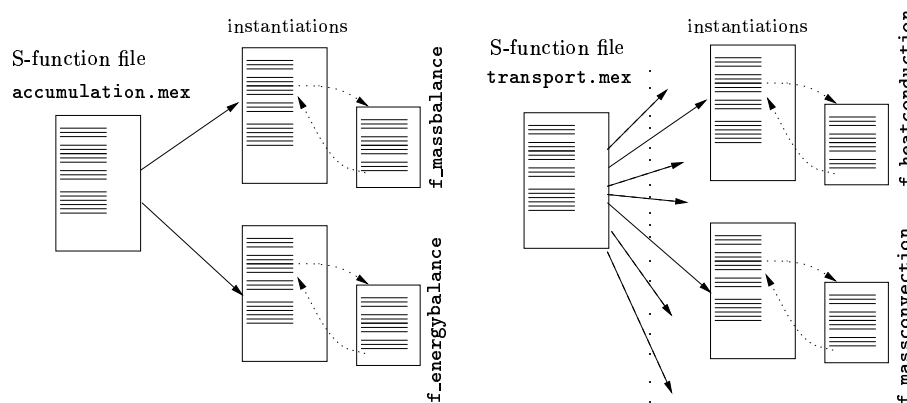 instantiations
S-function file
accumulation.mex
f_massbalance
f_energybalance
instantiations
S-function file
transport.mex
f_heatconduction
f_massconvection